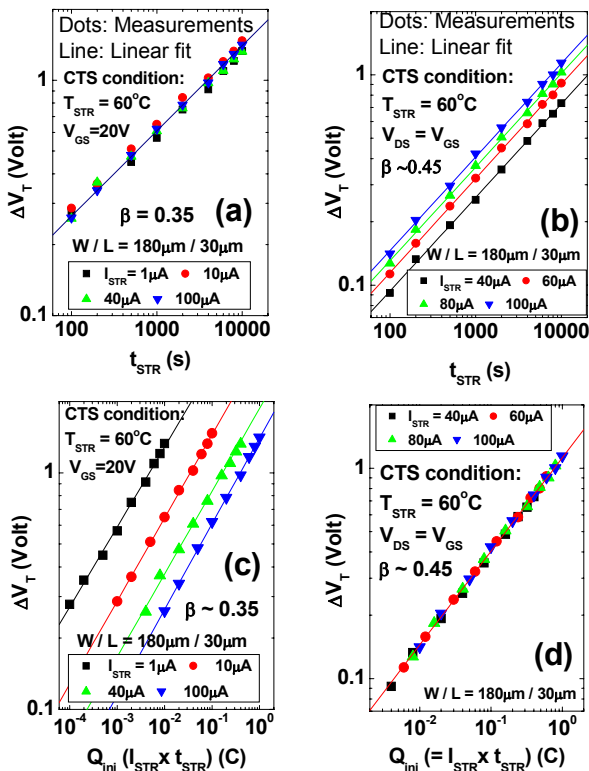 Dots: Measurements
Line: Linear fit
CTS condition:
T_STR = 60°C
V_GS=20V
β = 0.35
(a)
W / L = 180μm / 30μm
I_STR = 1μA 10μA
40μA 100μA
1
0.1
ΔV_T (Volt)
100 1000 10000
t_STR (s)
CTS condition:
T_STR = 60°C
V_DS = V_GS
β ~0.45
(b)
W / L = 180μm / 30μm
I_STR = 40μA 60μA
80μA 100μA
1
0.1
ΔV_T (Volt)
100 1000 10000
t_STR (s)
CTS condition:
T_STR = 60°C
V_GS=20V
(c)
β ~ 0.35
W / L = 180μm / 30μm
I_STR = 1μA 10μA
40μA 100μA
1
0.1
ΔV_T (Volt)
10^-4 10^-3 10^-2 10^-1 10^0
Q_inj (I_STR x t_STR) (C)
I_STR = 40μA 60μA
80μA 100μA
CTS condition:
T_STR = 60°C
V_DS = V_GS
β ~ 0.45
(d)
W / L = 180μm / 30μm
1
0.1
ΔV_T (Volt)
10^-2 10^-1 10^0
Q_inj (= I_STR x t_STR) (C)